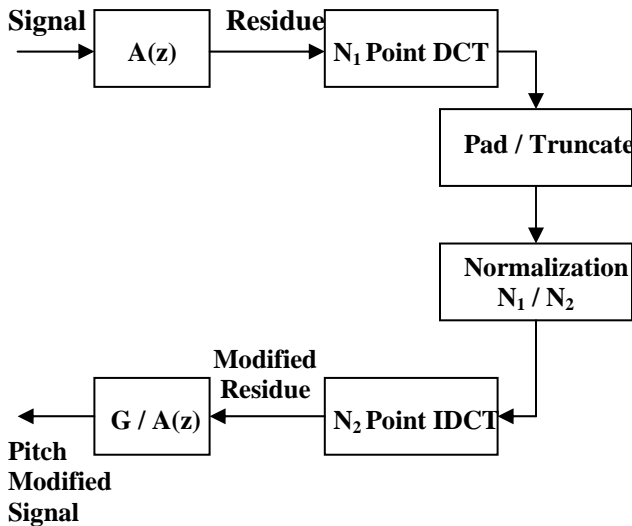 Signal
A(z)
Residue
N₁ Point DCT
Pad / Truncate
Normalization
N₁ / N₂
N₂ Point IDCT
Modified
Residue
G / A(z)
Pitch
Modified
Signal